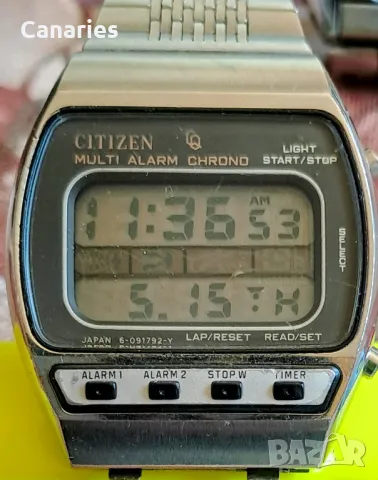 Canaries
CITIZEN
MULTI ALARM CHRONO
LIGHT
START/STOP
11:36 AM 53
SELECT
5.15 TH
JAPAN 6-091792-Y
LAP/RESET READ/SET
ALARM 1 ALARM 2 STOP W TIMER
BAZAR